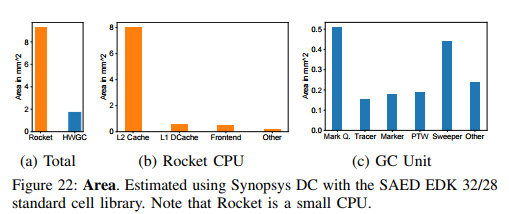 Area in mm^2
8
6
4
2
0
Rocket HWGC
(a) Total
Area in mm^2
8
6
4
2
0
L2 Cache L1 DCache Frontend Other
(b) Rocket CPU
Area in mm^2
0.5
0.4
0.3
0.2
0.1
0.0
Mark Q. Tracer Marker PTW Sweeper Other
(c) GC Unit
Figure 22: Area. Estimated using Synopsys DC with the SAED EDK 32/28
standard cell library. Note that Rocket is a small CPU.